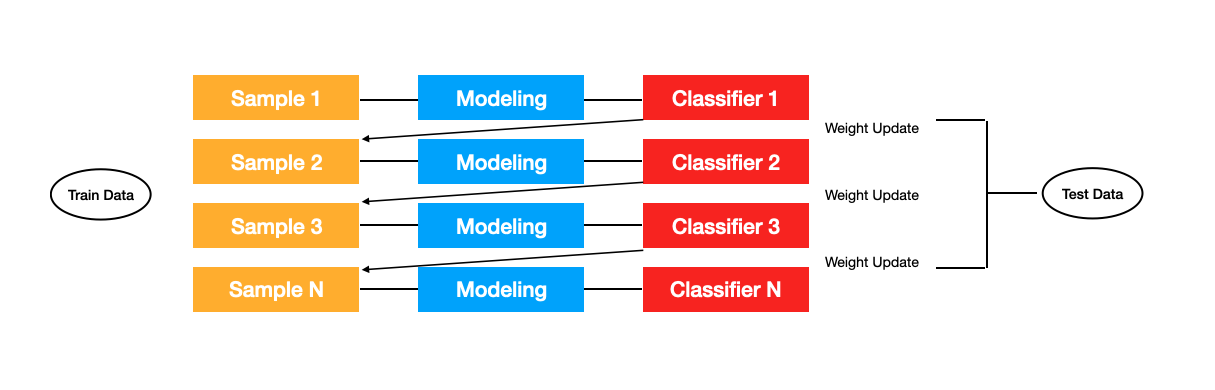 Sample 1
Modeling
Classifier 1
Weight Update
Sample 2
Modeling
Classifier 2
Train Data
Weight Update
Test Data
Sample 3
Modeling
Classifier 3
Weight Update
Sample N
Modeling
Classifier N